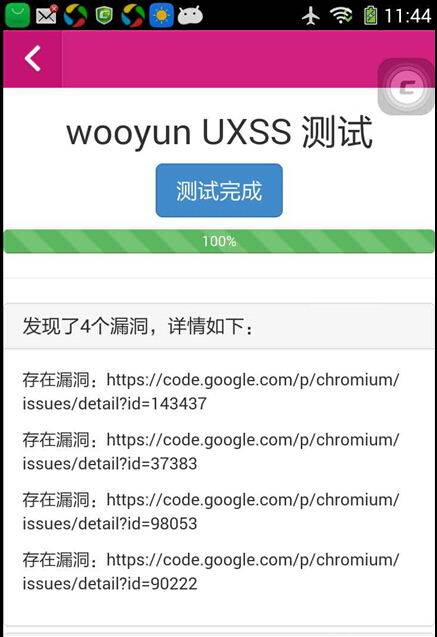 11:44
wooyun UXSS 测试
测试完成
100%
发现了4个漏洞，详情如下：
存在漏洞：https://code.google.com/p/chromium/
issues/detail?id=143437
存在漏洞：https://code.google.com/p/chromium/
issues/detail?id=37383
存在漏洞：https://code.google.com/p/chromium/
issues/detail?id=98053
存在漏洞：https://code.google.com/p/chromium/
issues/detail?id=90222